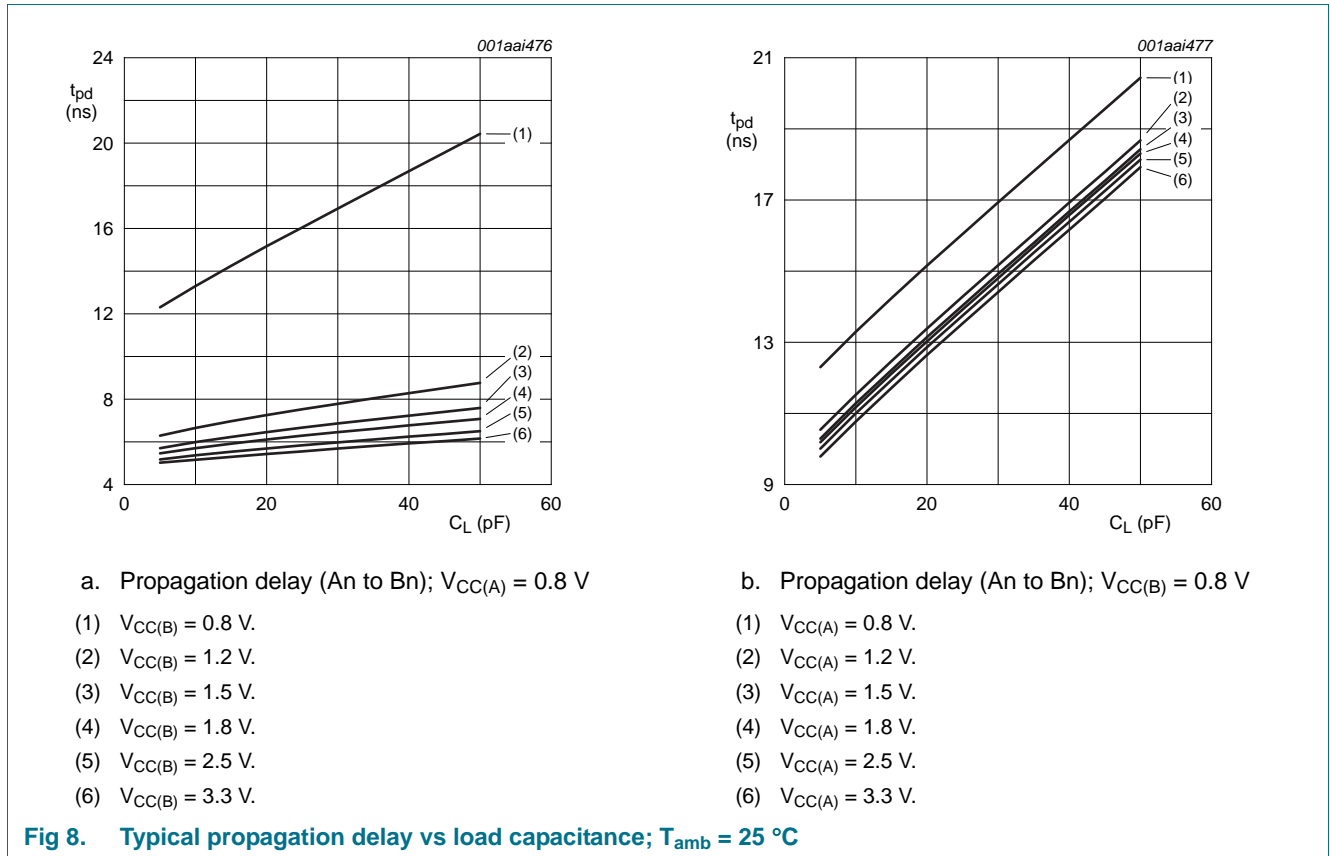 001aai476
24
t_pd
(ns)
20
16
12
8
4
0
20
40
60
C_L (pF)
(1)
(2)
(3)
(4)
(5)
(6)
a. Propagation delay (An to Bn); V_CC(A) = 0.8 V
(1) V_CC(B) = 0.8 V.
(2) V_CC(B) = 1.2 V.
(3) V_CC(B) = 1.5 V.
(4) V_CC(B) = 1.8 V.
(5) V_CC(B) = 2.5 V.
(6) V_CC(B) = 3.3 V.
001aai477
21
t_pd
(ns)
17
13
9
0
20
40
60
C_L (pF)
(1)
(2)
(3)
(4)
(5)
(6)
b. Propagation delay (An to Bn); V_CC(B) = 0.8 V
(1) V_CC(A) = 0.8 V.
(2) V_CC(A) = 1.2 V.
(3) V_CC(A) = 1.5 V.
(4) V_CC(A) = 1.8 V.
(5) V_CC(A) = 2.5 V.
(6) V_CC(A) = 3.3 V.
Fig 8. Typical propagation delay vs load capacitance; T_amb = 25 °C